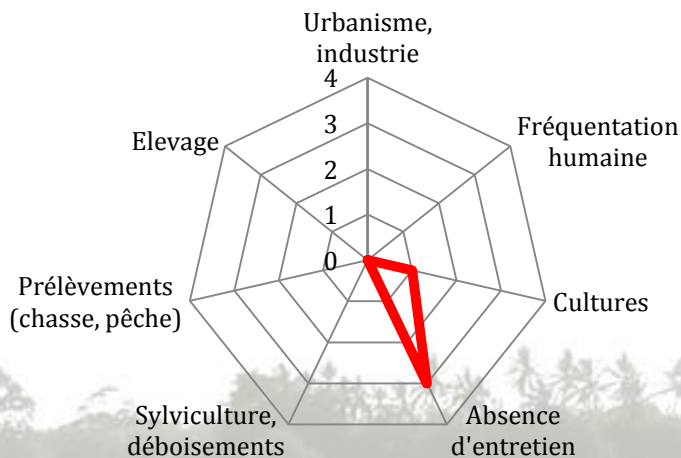 Urbanisme,
industrie
4
3
2
1
0
Fréquentation
humaine
Cultures
Absence
d'entretien
Sylviculture,
déboisements
Prélèvements
(chasse, pêche)
Elevage